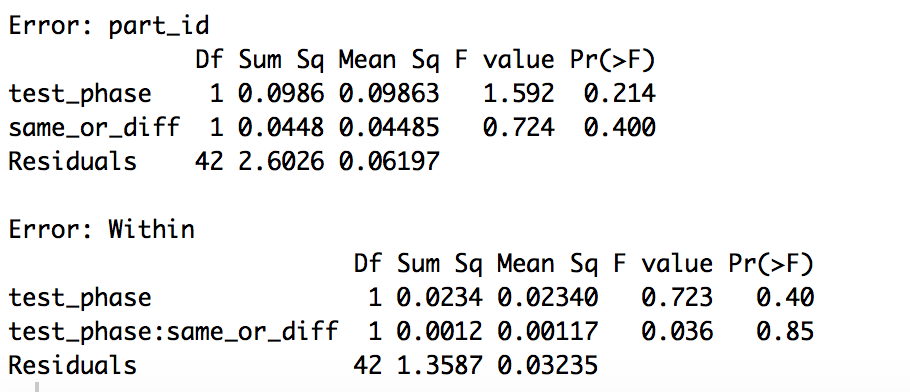 Error: part_id
Df Sum Sq Mean Sq F value Pr(>F)
test_phase 1 0.0986 0.09863 1.592 0.214
same_or_diff 1 0.0448 0.04485 0.724 0.400
Residuals 42 2.6026 0.06197
Error: Within
Df Sum Sq Mean Sq F value Pr(>F)
test_phase 1 0.0234 0.02340 0.723 0.40
test_phase:same_or_diff 1 0.0012 0.00117 0.036 0.85
Residuals 42 1.3587 0.03235